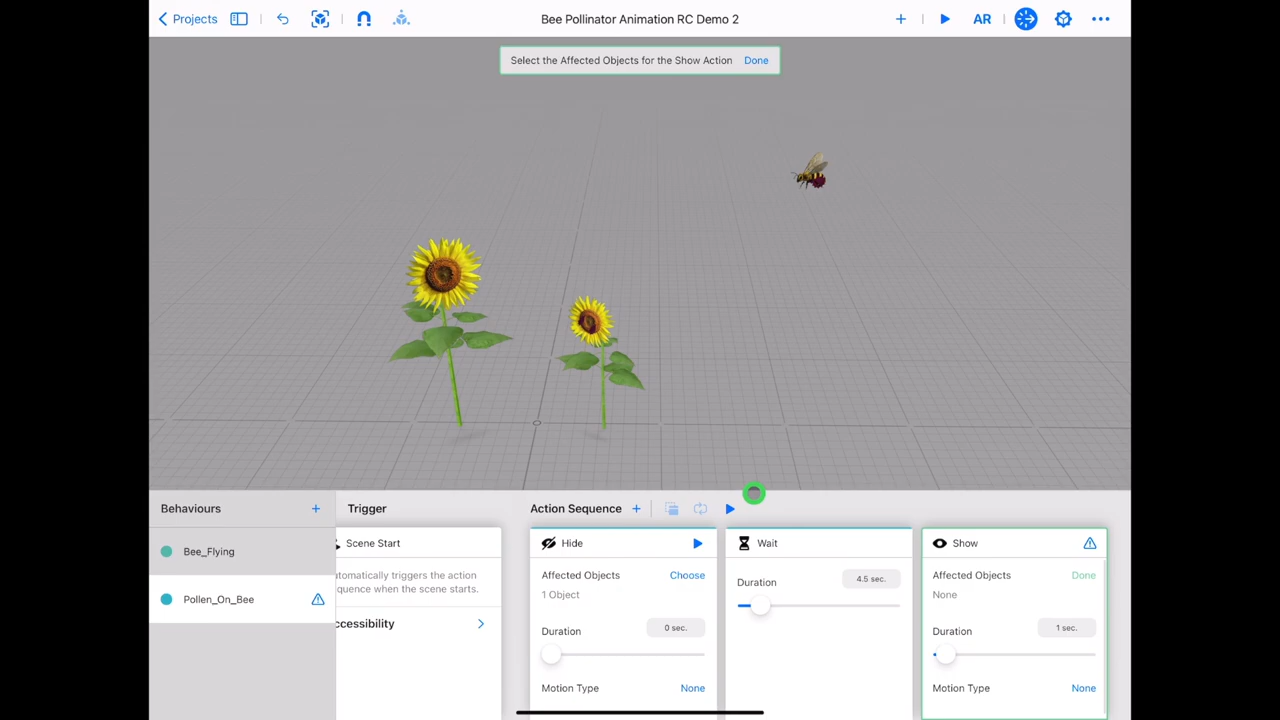 Projects
Bee Pollinator Animation RC Demo 2
AR
Select the Affected Objects for the Show Action Done
Behaviours
Bee_Flying
Pollen_On_Bee
Trigger
Scene Start
utomatically triggers the action
quence when the scene starts.
ccessibility
Action Sequence
Hide
Affected Objects Choose
1 Object
Duration 0 sec.
Motion Type None
Wait
Duration 4.5 sec.
Show
Affected Objects Done
None
Duration 1 sec.
Motion Type None